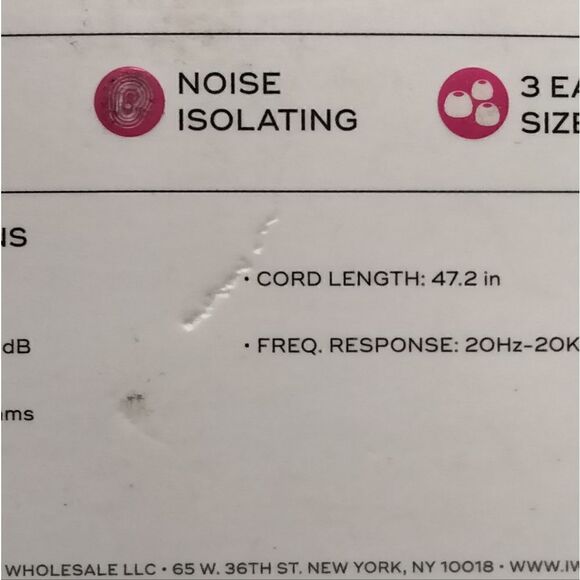 NOISE
ISOLATING
3 EA
SIZE
NS
• CORD LENGTH: 47.2 in
dB
• FREQ. RESPONSE: 20Hz-20K
ms
WHOLESALE LLC • 65 W. 36TH ST. NEW YORK, NY 10018 • WWW.IW